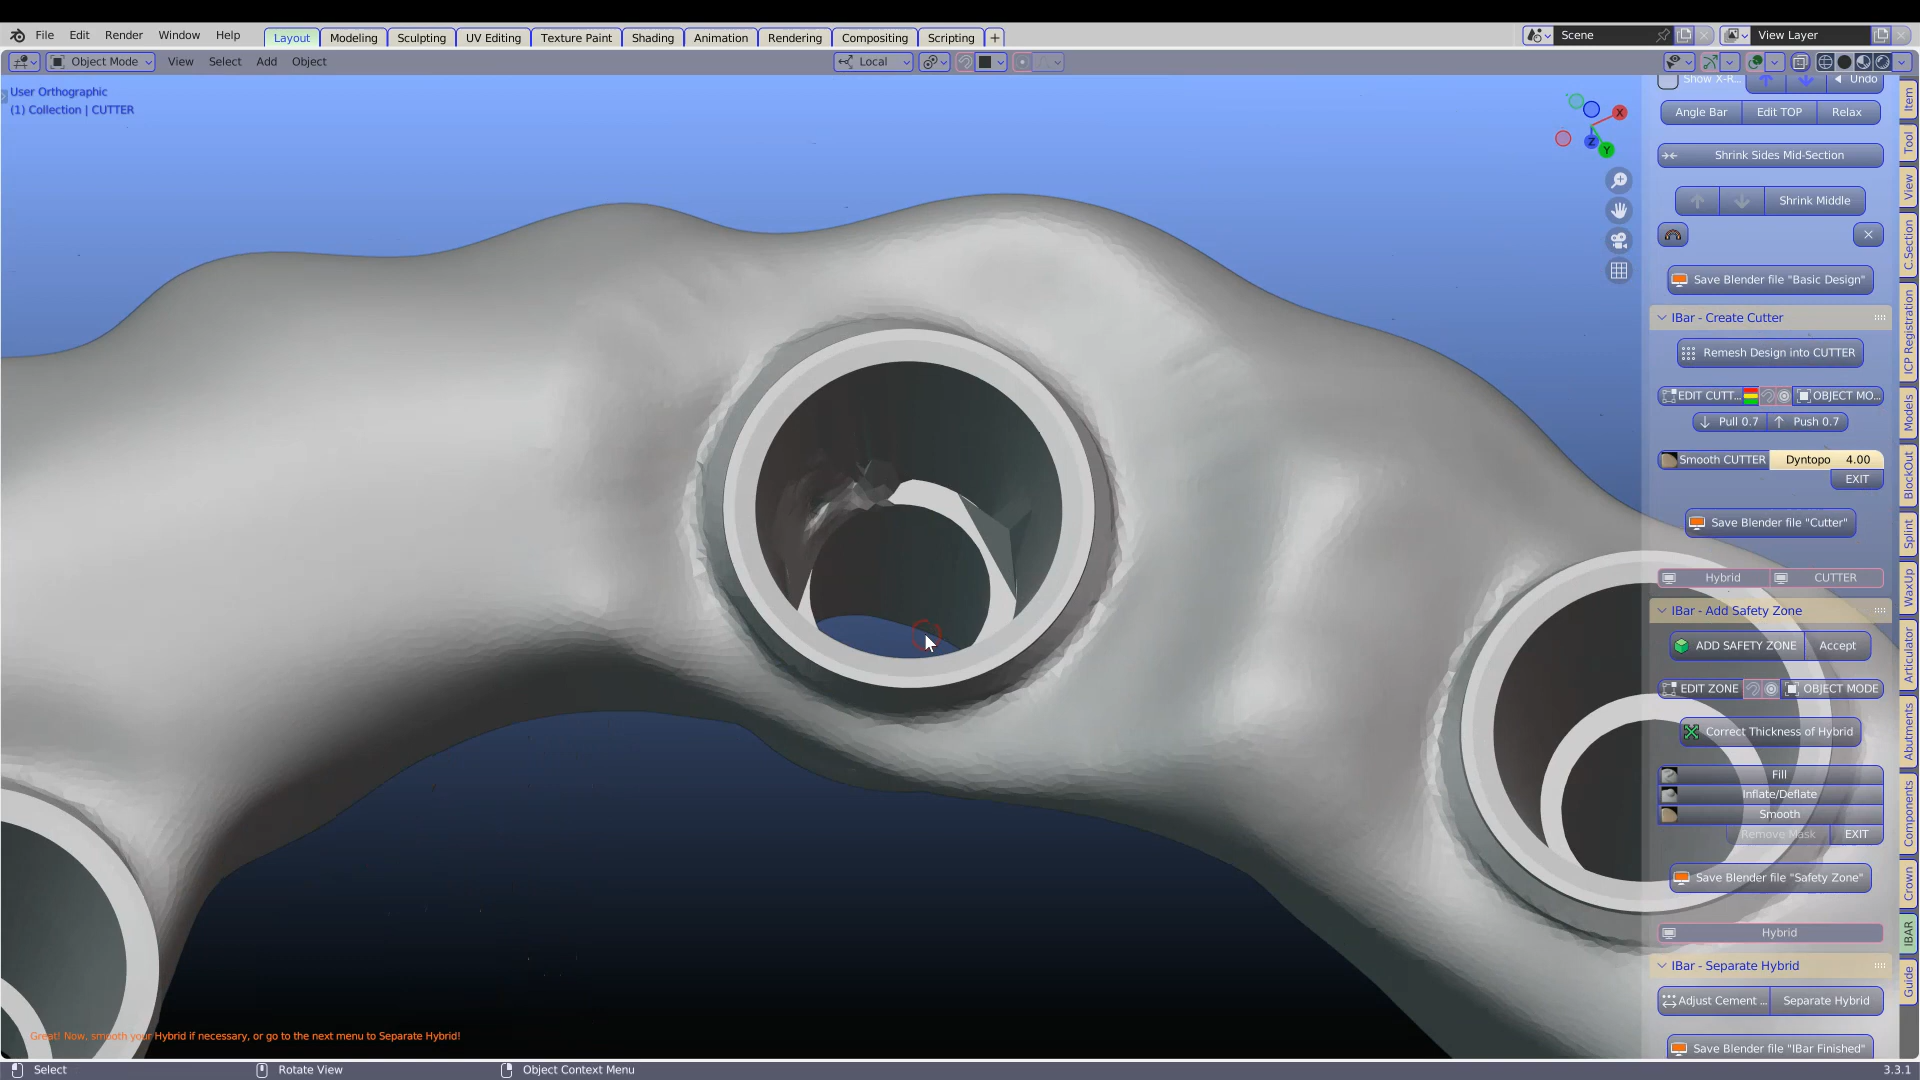 File Edit Render Window Help Layout Modeling Sculpting UV Editing Texture Paint Shading Animation Rendering Compositing Scripting + Scene View Layer
Object Mode View Select Add Object Local
User Orthographic
(1) Collection | CUTTER
X
Y
Z
Show X-R... Undo
Angle Bar Edit TOP Relax
Shrink Sides Mid-Section
Shrink Middle
Save Blender file "Basic Design"
IBar - Create Cutter
Remesh Design into CUTTER
EDIT CUTT... OBJECT MO...
Pull 0.7 Push 0.7
Smooth CUTTER Dyntopo 4.00
EXIT
Save Blender file "Cutter"
Hybrid CUTTER
IBar - Add Safety Zone
ADD SAFETY ZONE Accept
EDIT ZONE OBJECT MODE
Correct Thickness of Hybrid
Fill
Inflate/Deflate
Smooth
Remove Mask EXIT
Save Blender file "Safety Zone"
Hybrid
IBar - Separate Hybrid
Adjust Cement ... Separate Hybrid
Save Blender file "IBar Finished"
Item
Tool
View
C.Section
ICP Registration
Models
BlockOut
Splint
WaxUp
Articulator
Abutments
Components
Crown
IBAR
Guide
Great! Now, smooth your Hybrid if necessary, or go to the next menu to Separate Hybrid!
Select Rotate View Object Context Menu 3.3.1